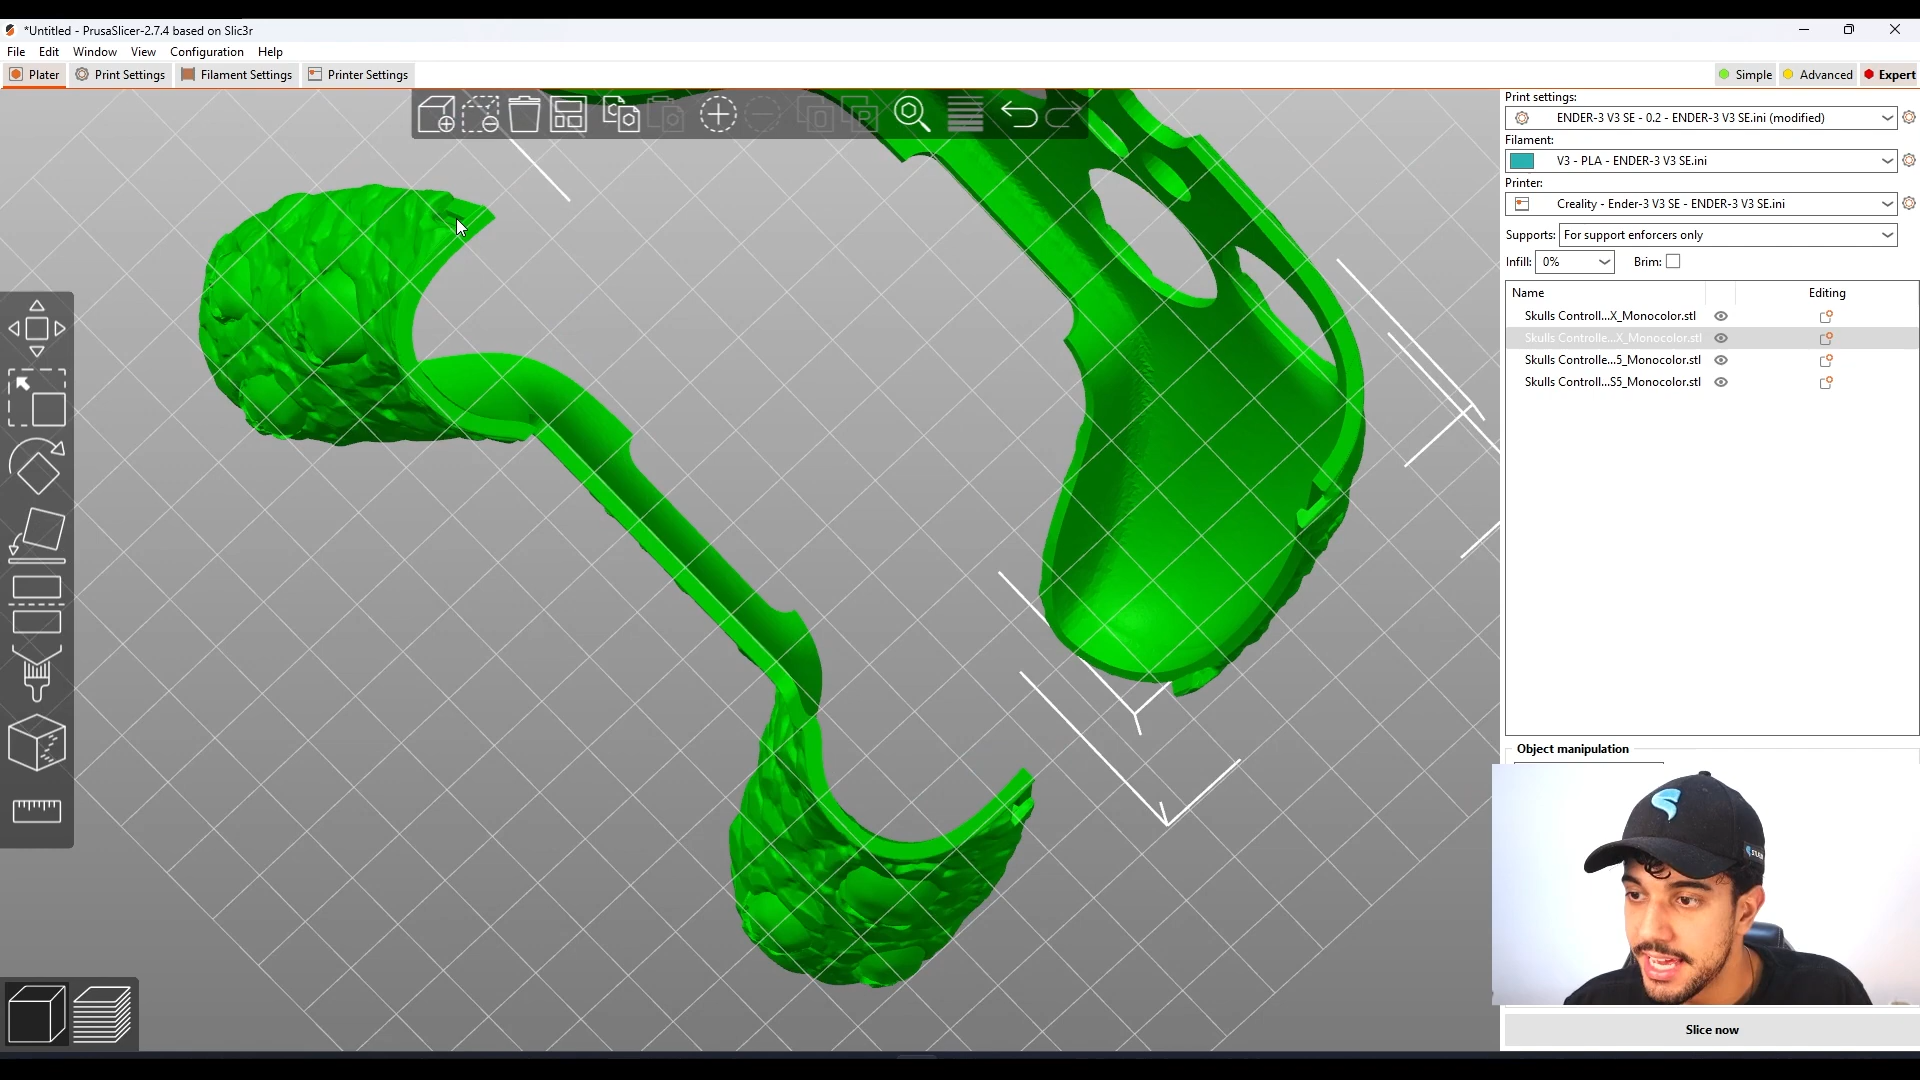 *Untitled - PrusaSlicer-2.7.4 based on Slic3r
File Edit Window View Configuration Help
Plater Print Settings Filament Settings Printer Settings
Simple Advanced Expert
Print settings:
ENDER-3 V3 SE - 0.2 - ENDER-3 V3 SE.ini (modified)
Filament:
V3 - PLA - ENDER-3 V3 SE.ini
Printer:
Creality - Ender-3 V3 SE - ENDER-3 V3 SE.ini
Supports: For support enforcers only
Infill: 0% Brim:
Name Editing
Skulls Controll...X_Monocolor.stl
Skulls Controlle...X_Monocolor.stl
Skulls Controlle...5_Monocolor.stl
Skulls Controll...S5_Monocolor.stl
Object manipulation
Slice now